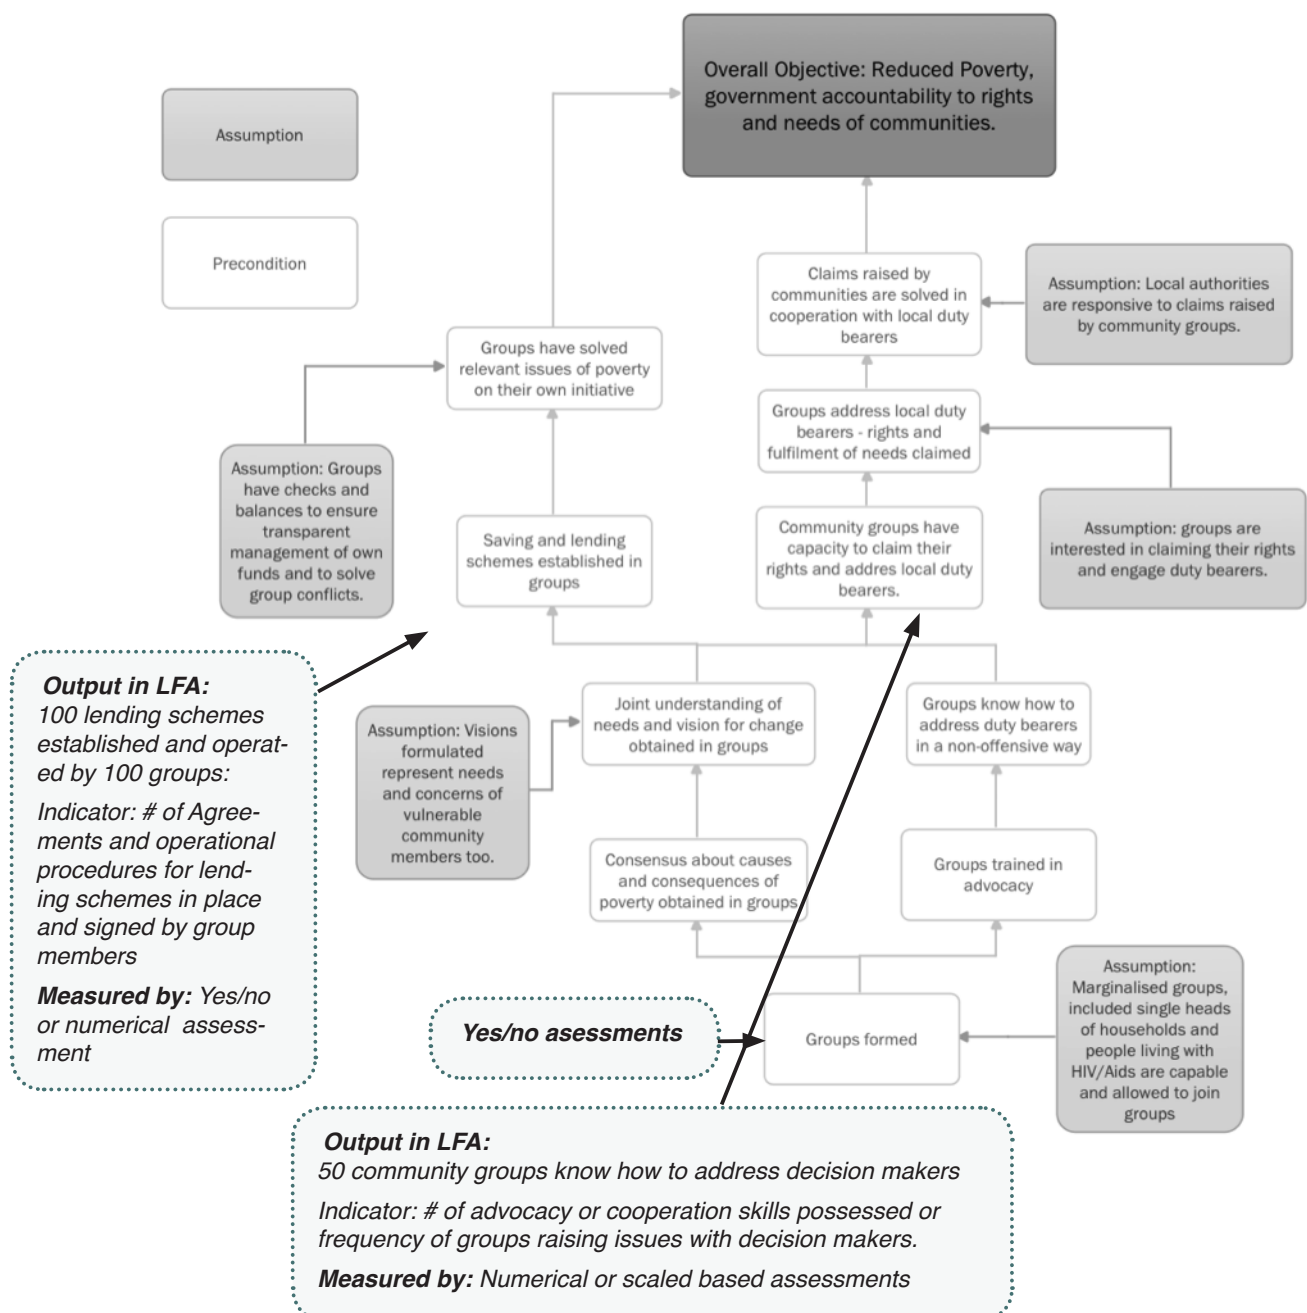 Overall Objective: Reduced Poverty,
government accountability to rights
and needs of communities.
Assumption
Precondition
Claims raised by
communities are solved in
cooperation with local duty
bearers
Assumption: Local authorities
are responsive to claims raised
by community groups.
Groups have solved
relevant issues of poverty
on their own initiative
Groups address local duty
bearers - rights and
fulfilment of needs claimed
Assumption: Groups
have checks and
balances to ensure
transparent
management of own
funds and to solve
group conflicts.
Saving and lending
schemes established in
groups
Community groups have
capacity to claim their
rights and addres local duty
bearers.
Assumption: groups are
interested in claiming their rights
and engage duty bearers.
Output in LFA:
100 lending schemes
established and operat-
ed by 100 groups:
Indicator: # of Agree-
ments and operational
procedures for lend-
ing schemes in place
and signed by group
members
Measured by: Yes/no
or numerical assess-
ment
Assumption: Visions
formulated
represent needs
and concerns of
vulnerable
community
members too.
Joint understanding of
needs and vision for change
obtained in groups
Groups know how to
address duty bearers
in a non-offensive way
Consensus about causes
and consequences of
poverty obtained in groups
Groups trained in
advocacy
Yes/no asessments
Groups formed
Assumption:
Marginalised groups,
included single heads
of households and
people living with
HIV/Aids are capable
and allowed to join
groups
Output in LFA:
50 community groups know how to address decision makers
Indicator: # of advocacy or cooperation skills possessed or
frequency of groups raising issues with decision makers.
Measured by: Numerical or scaled based assessments